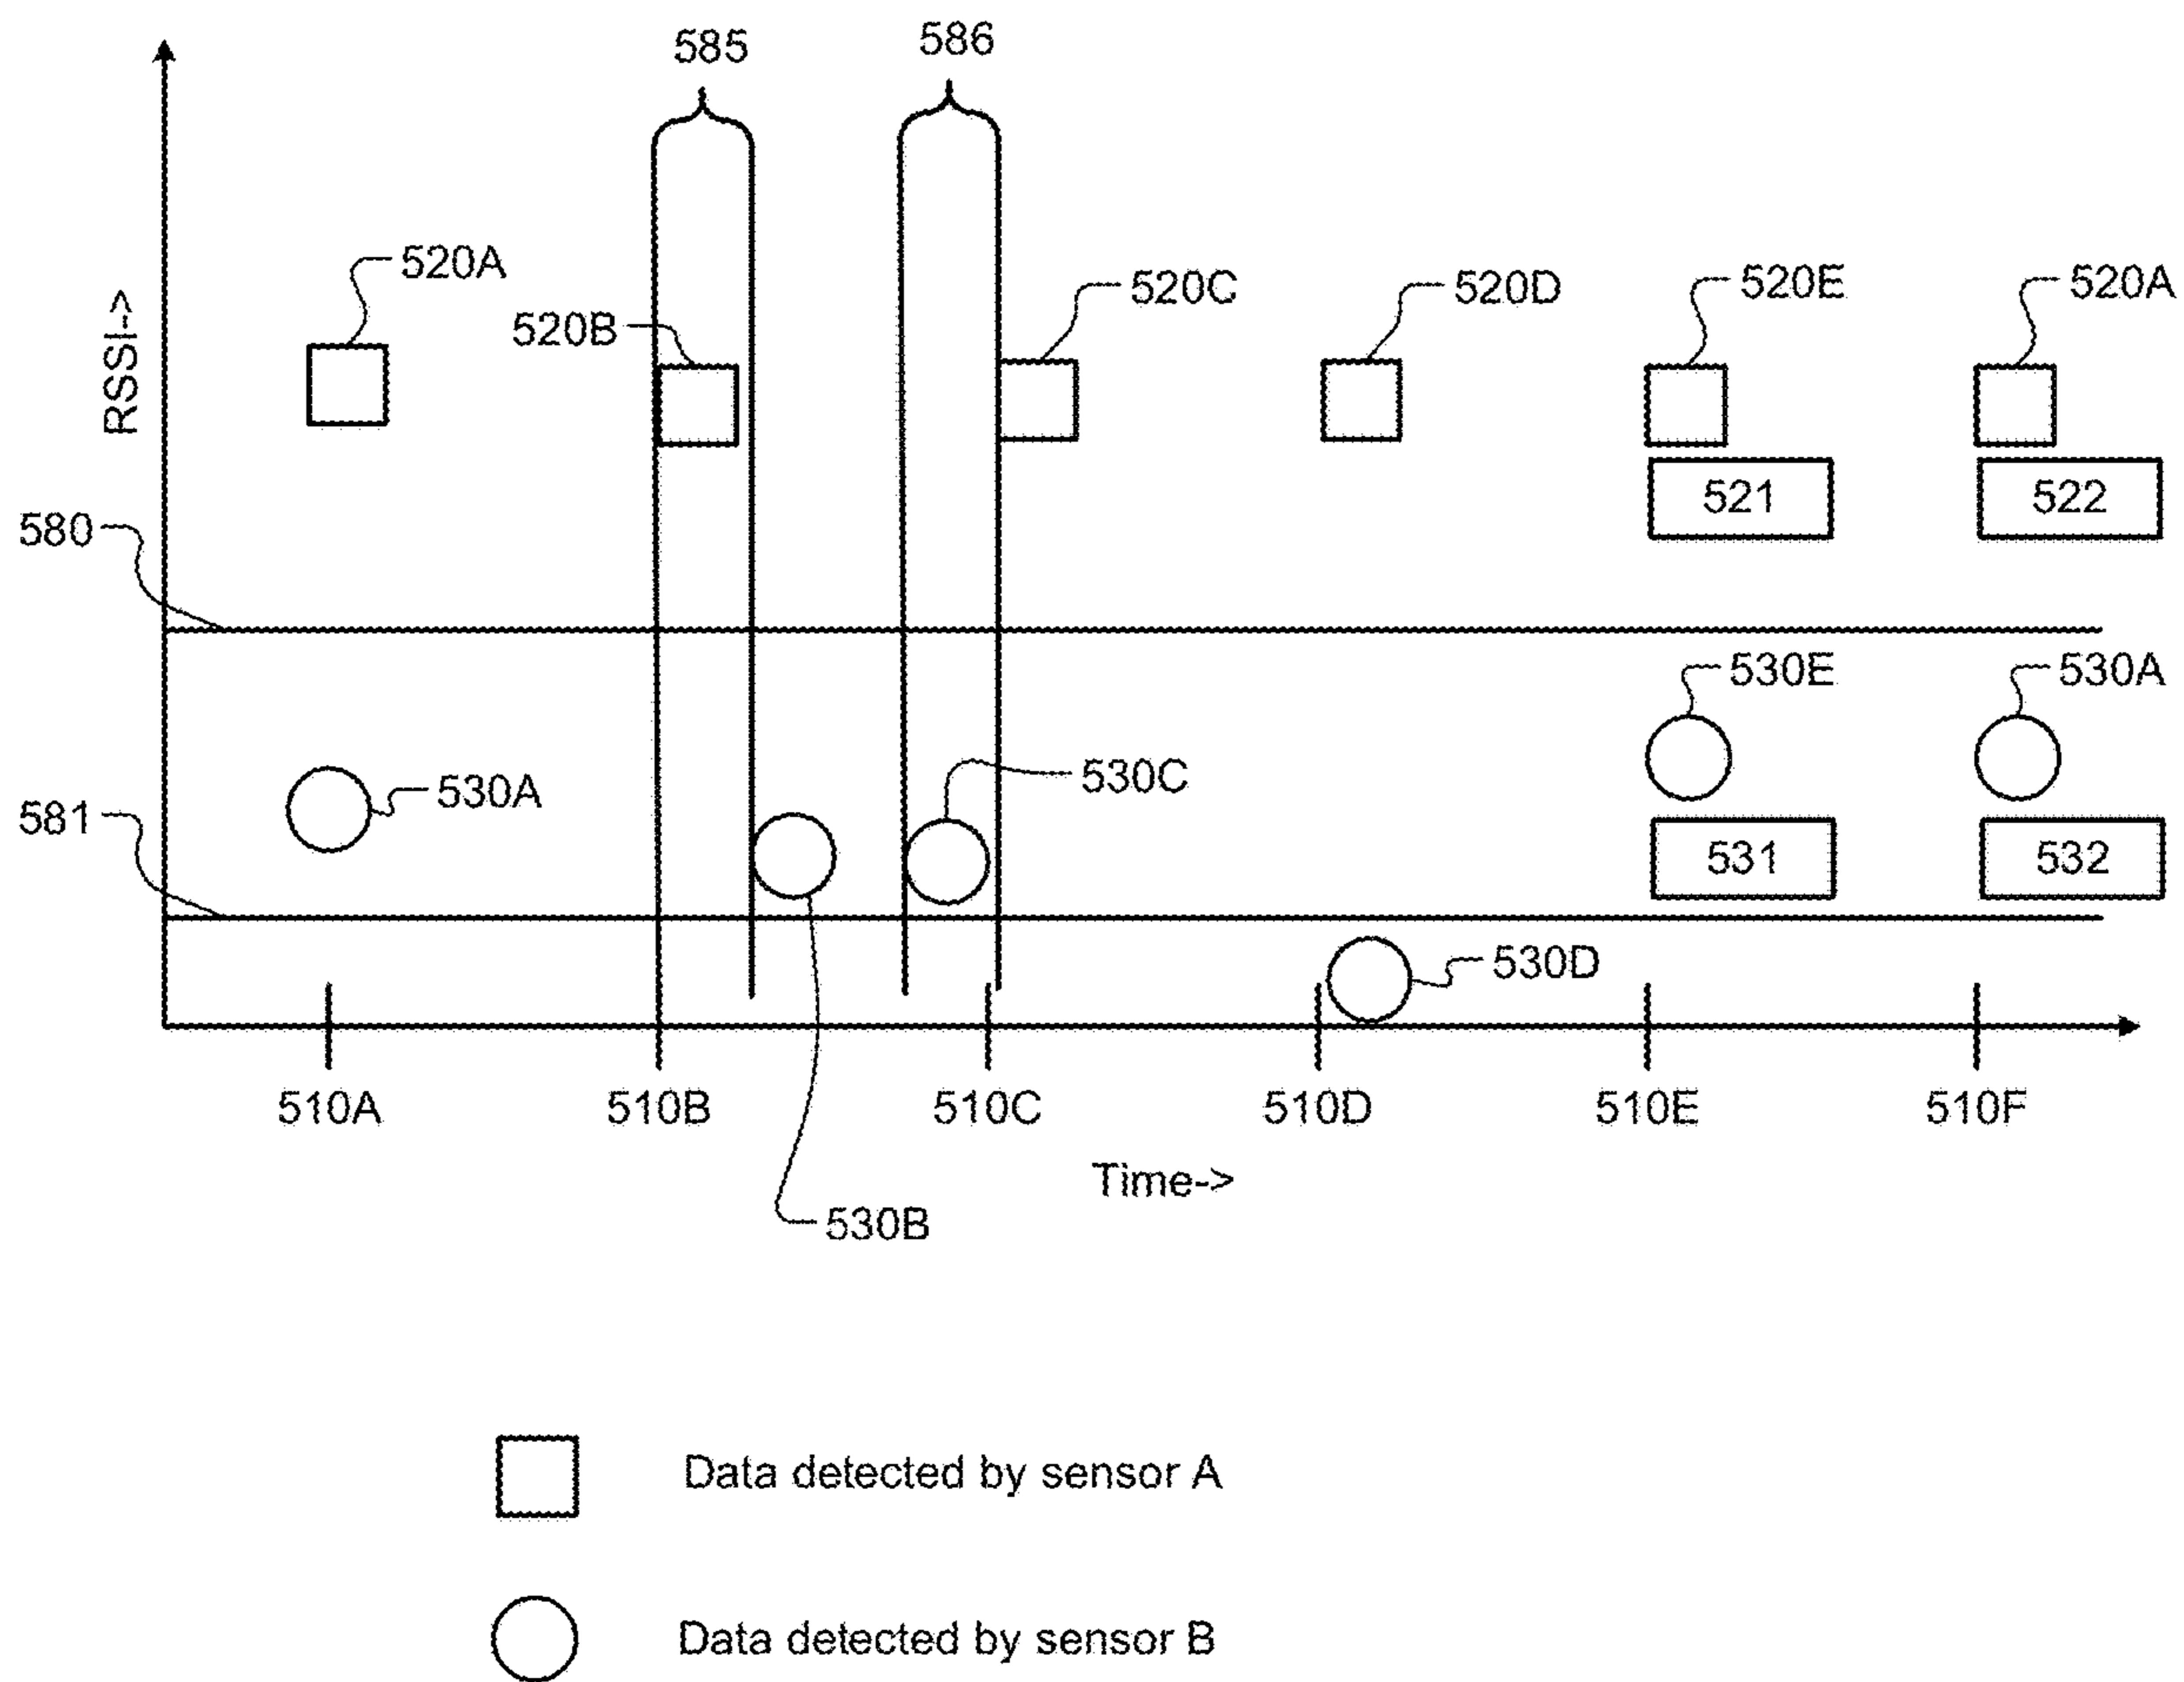 585
586
520A
520B
520C
520D
520E
520A
RSSI->
521
522
580
530E
530A
530A
530C
581
531
532
530D
510A
510B
510C
510D
510E
510F
Time->
530B
Data detected by sensor A
Data detected by sensor B